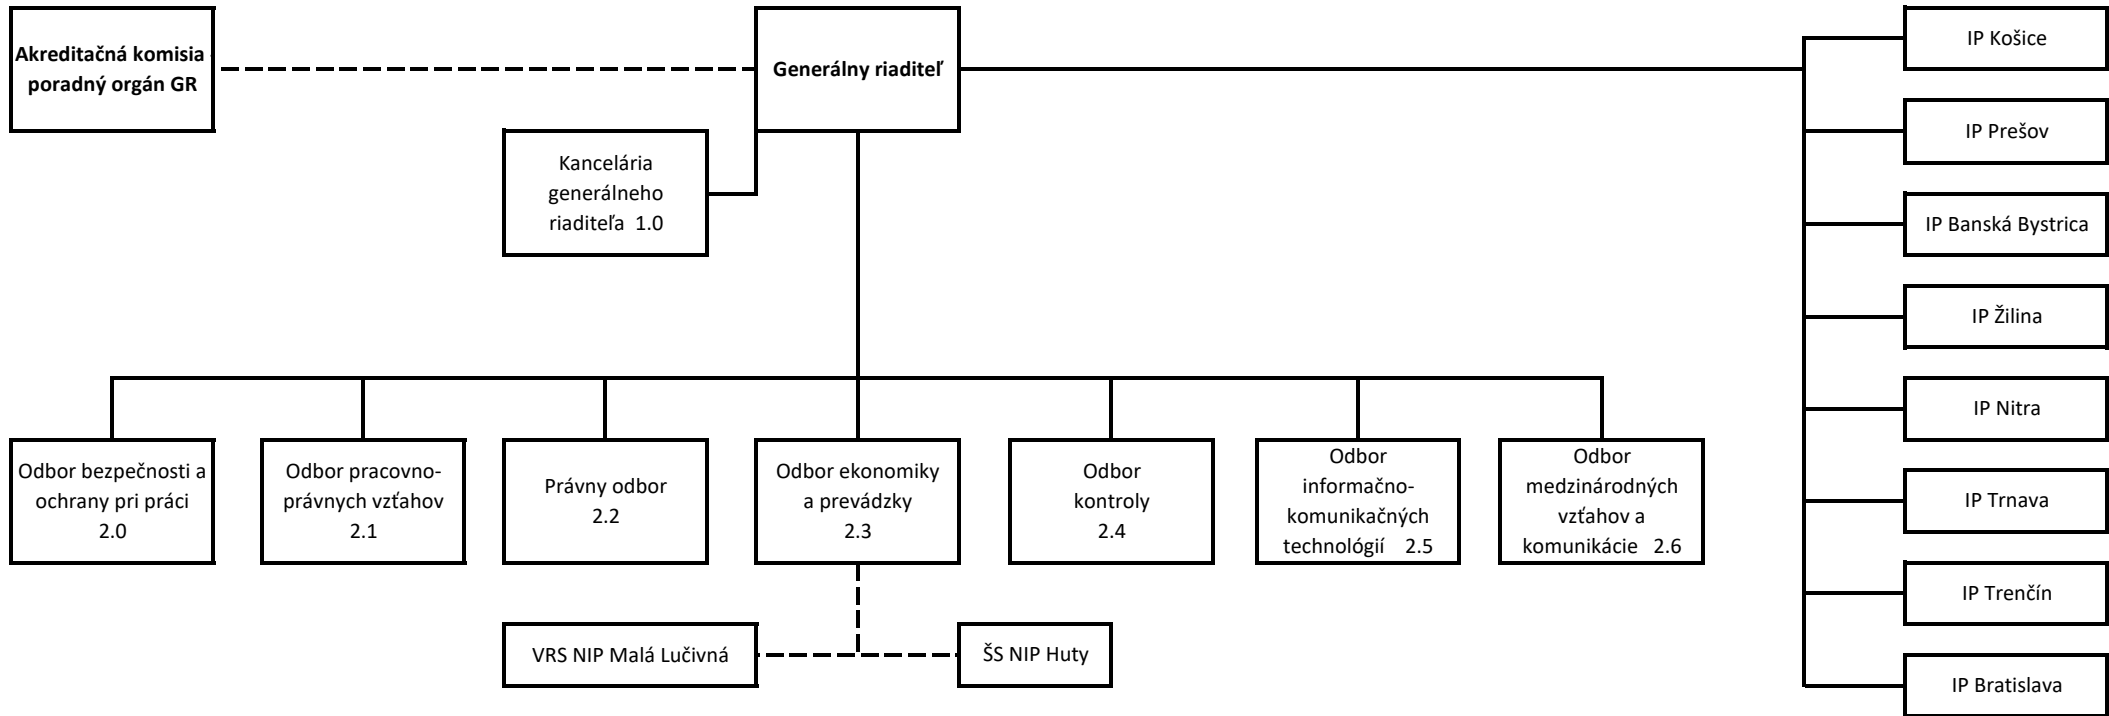 Akreditačná komisia
poradný orgán GR
Generálny riaditeľ
Kancelária
generálneho
riaditeľa 1.0
Odbor bezpečnosti a
ochrany pri práci
2.0
Odbor pracovno-
právnych vzťahov
2.1
Právny odbor
2.2
Odbor ekonomiky
a prevádzky
2.3
Odbor
kontroly
2.4
Odbor
informačno-
komunikačných
technológií 2.5
Odbor
medzinárodných
vzťahov a
komunikácie 2.6
VRS NIP Malá Lučivná
ŠS NIP Huty
IP Košice
IP Prešov
IP Banská Bystrica
IP Žilina
IP Nitra
IP Trnava
IP Trenčín
IP Bratislava